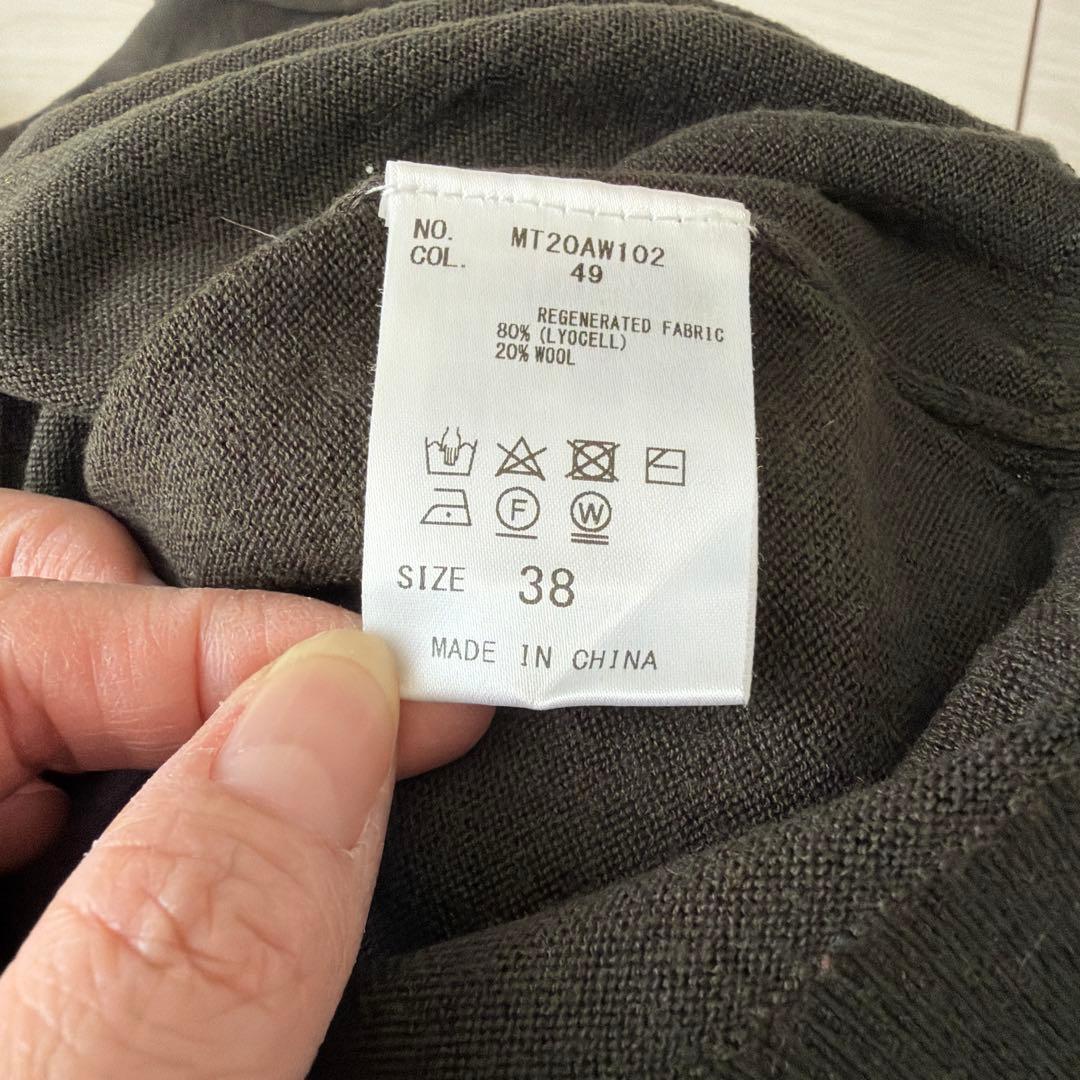 NO. MT20AW102
COL. 49
REGENERATED FABRIC
80% (LYOCELL)
20% WOOL
F W
SIZE 38
MADE IN CHINA